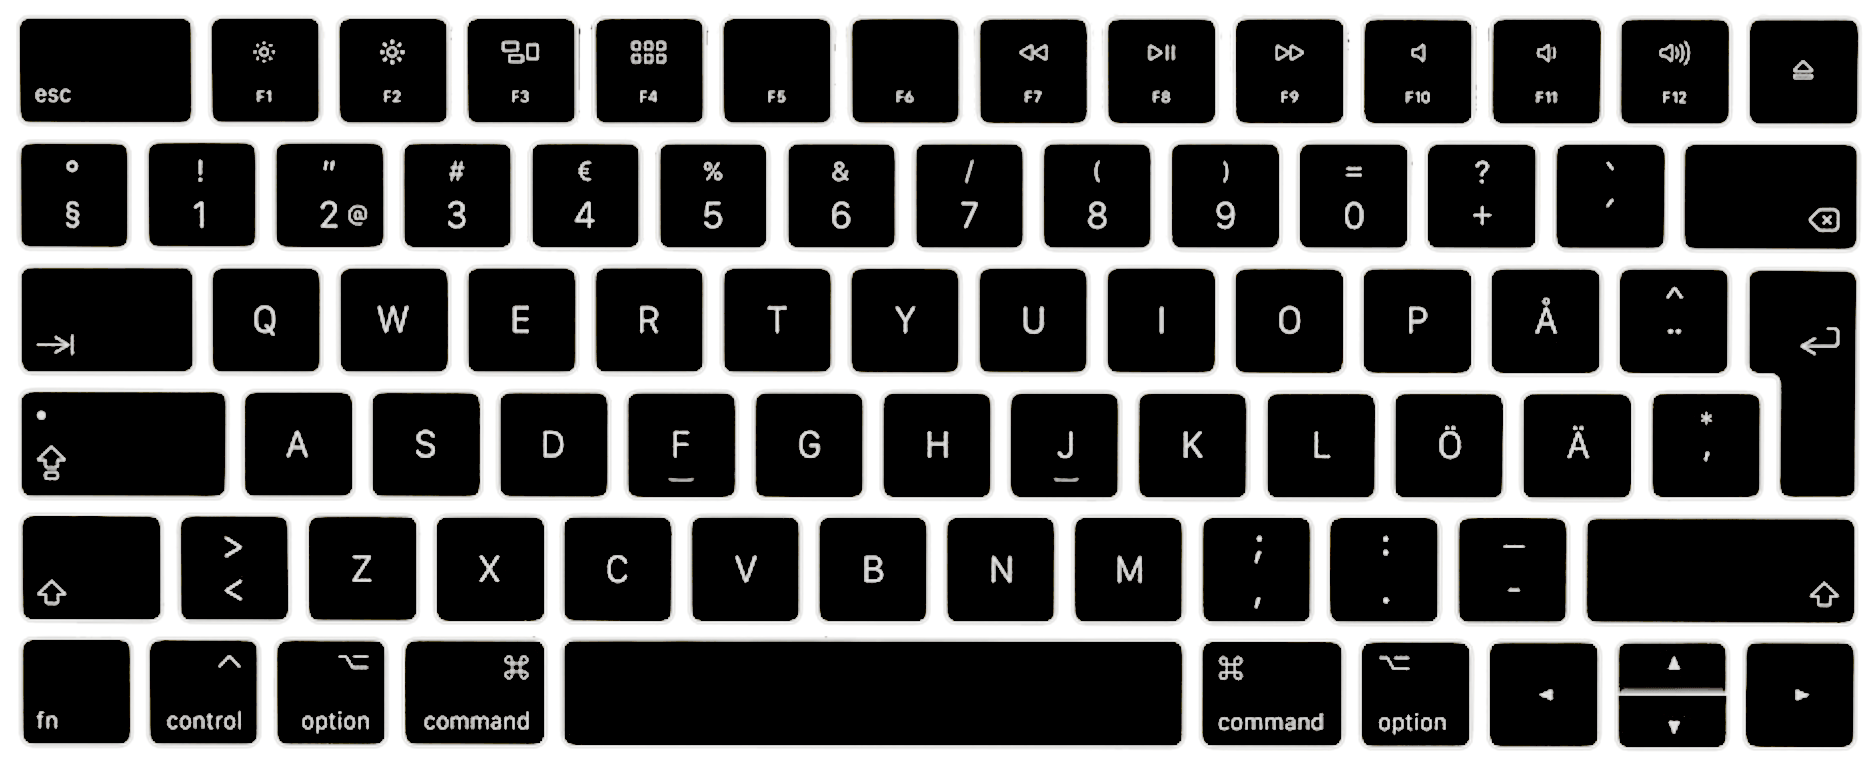 esc F1 F2 F3 F4 F5 F6 F7 F8 F9 F10 F11 F12
° ! " # € % & / ( ) = ? `
§ 1 2 @ 3 4 5 6 7 8 9 0 + ´
Q W E R T Y U I O P Å ^ ¨
A S D F G H J K L Ö Ä * '
> ; : _
< Z X C V B N M , . -
fn control option command command option